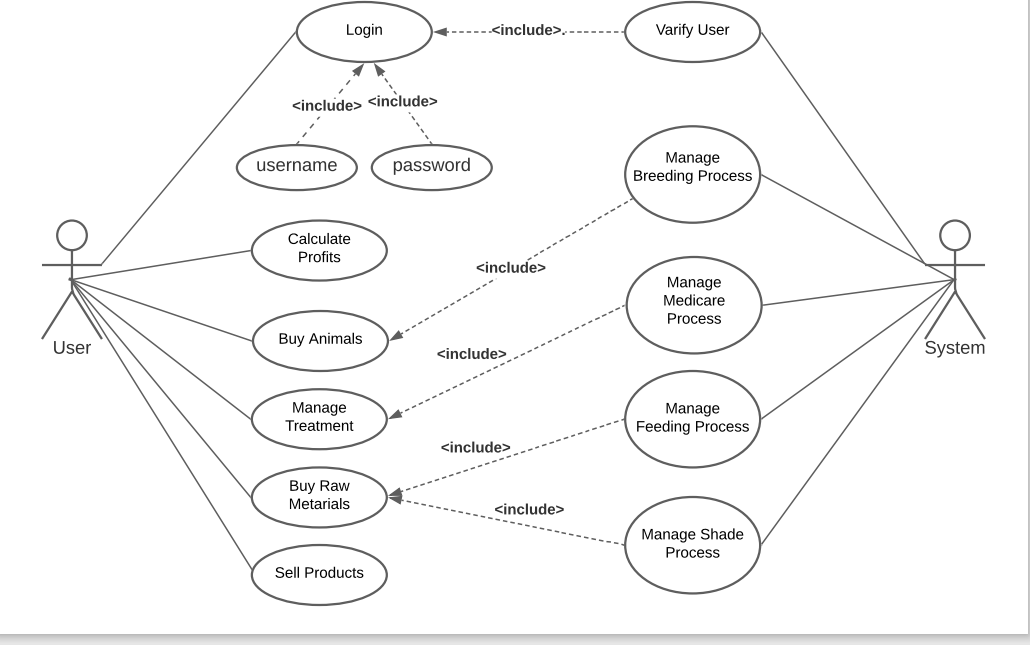 Login
<include>.
Varify User
<include>
<include>
username
password
Manage
Breeding Process
Calculate
Profits
<include>
Manage
Medicare
Process
Buy Animals
User
System
<include>
Manage
Treatment
Manage
Feeding Process
<include>
Buy Raw
Metarials
<include>
Manage Shade
Process
Sell Products